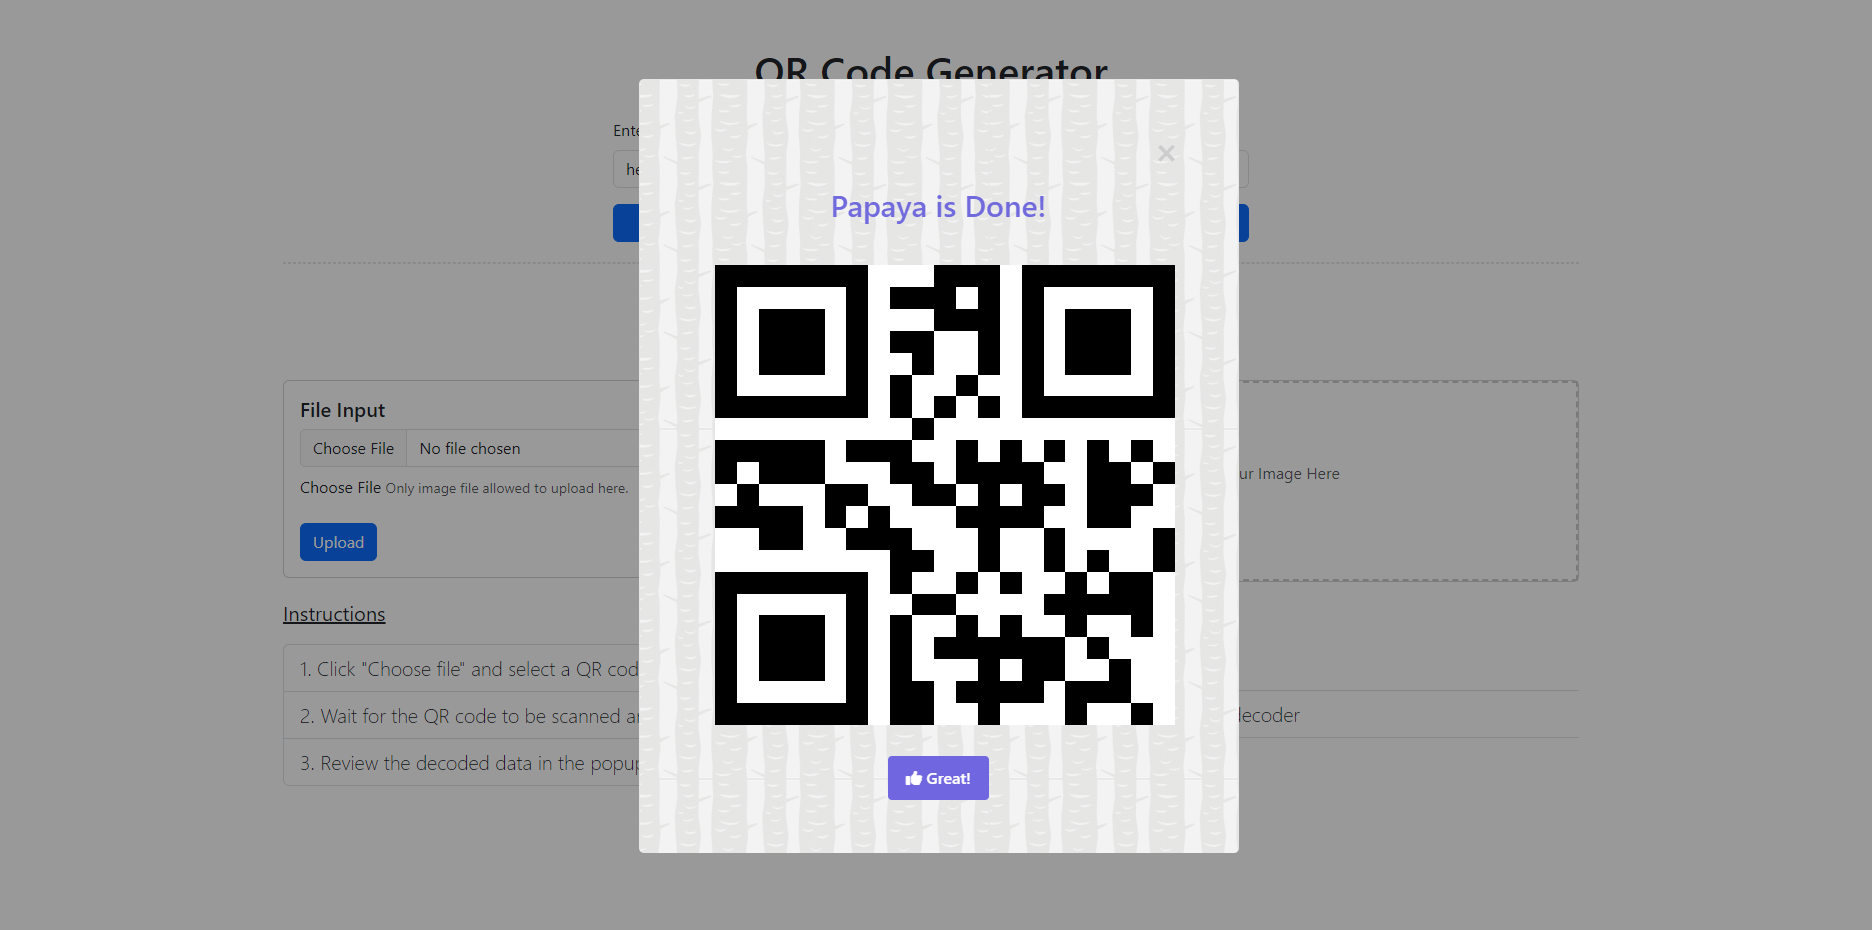 QR Code Generator
Ente
he
×
Papaya is Done!
File Input
Choose File No file chosen
Choose File Only image file allowed to upload here.
Upload
ur Image Here
Instructions
1. Click "Choose file" and select a QR cod
2. Wait for the QR code to be scanned a
decoder
3. Review the decoded data in the popup
Great!